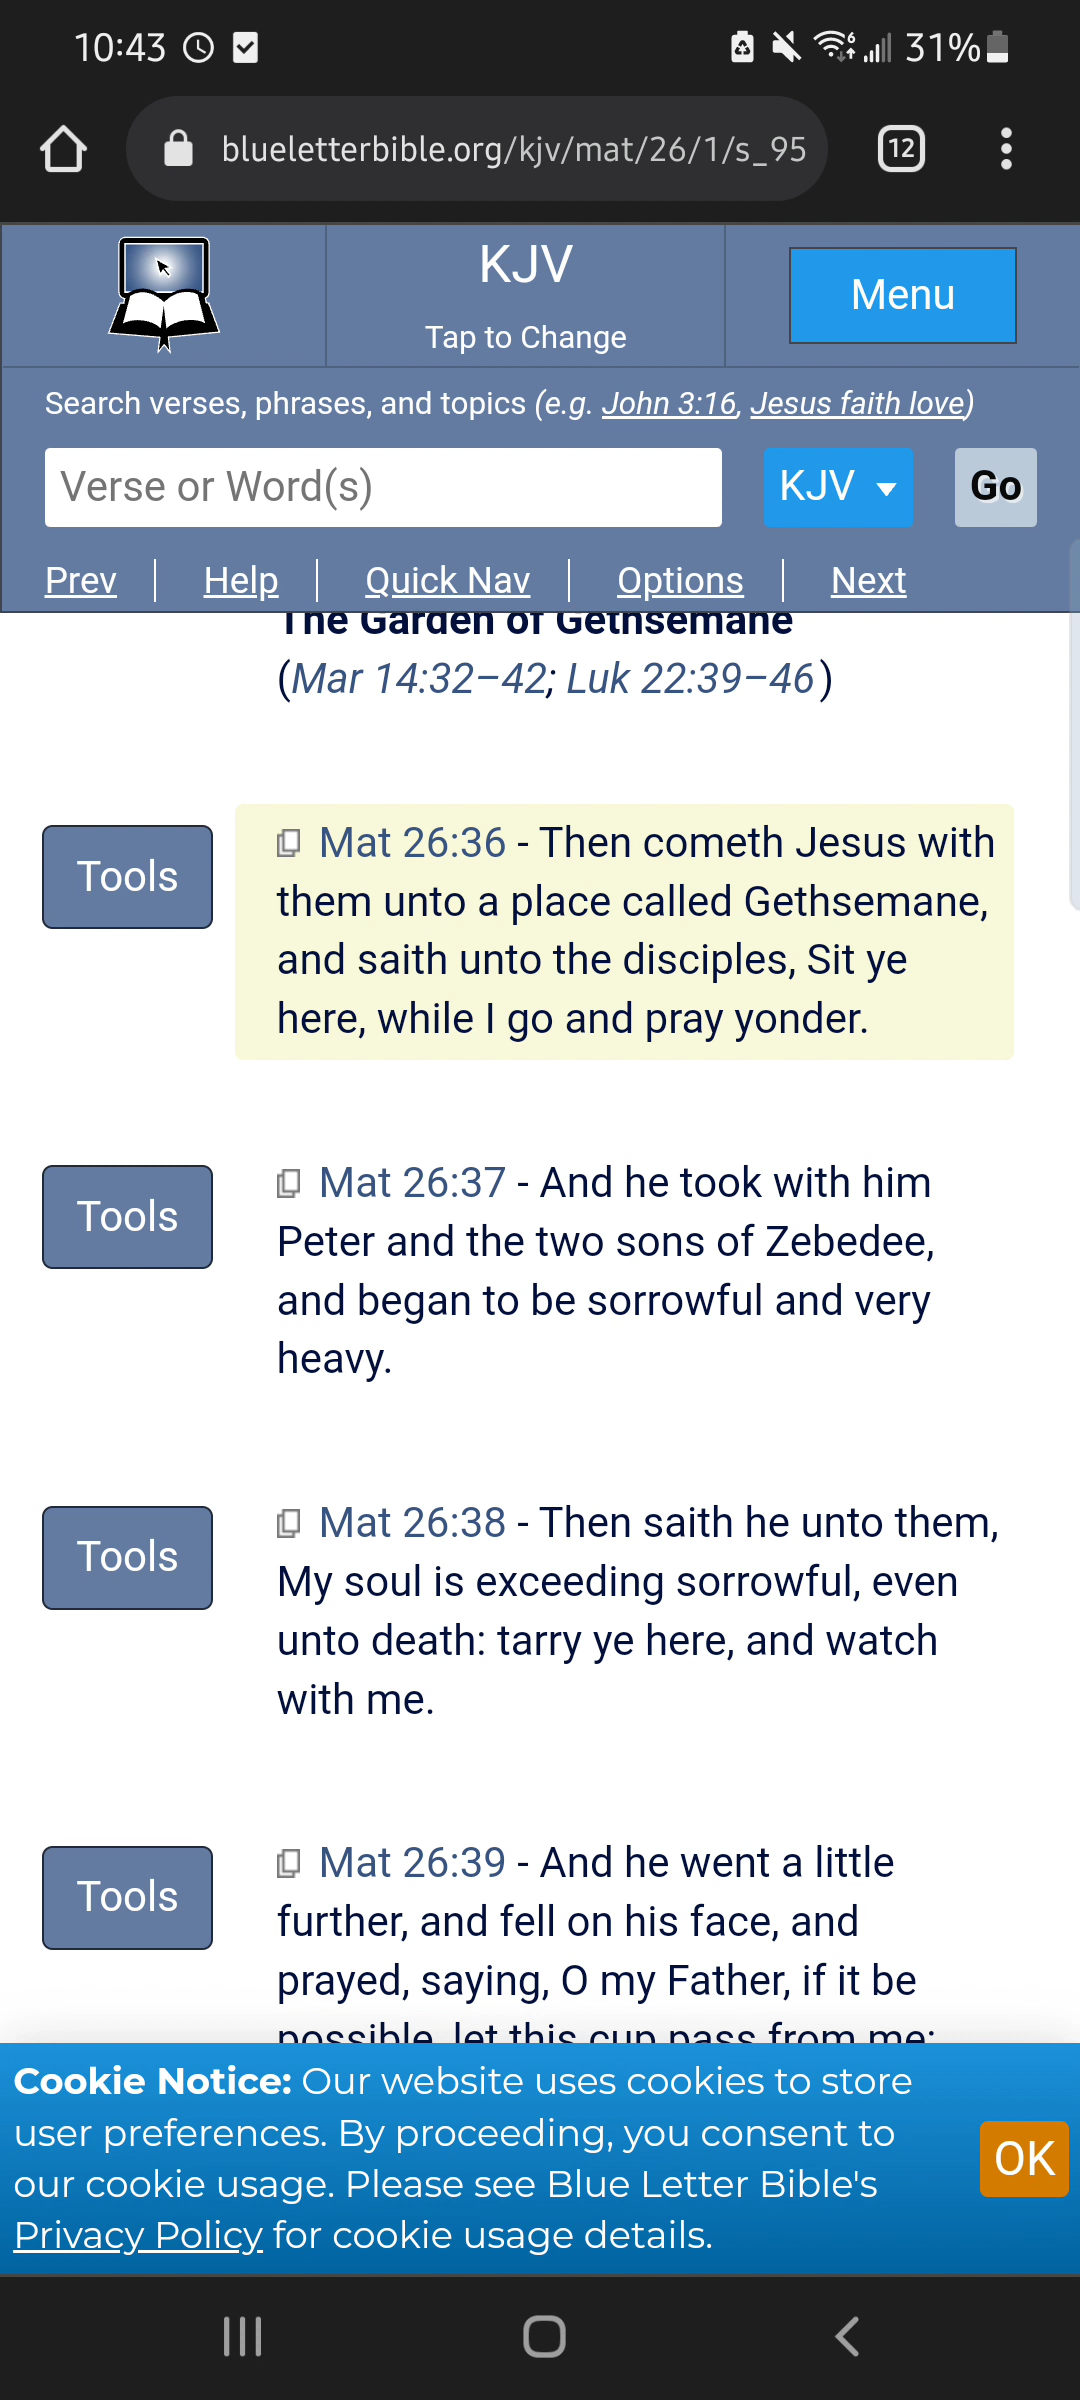 10:43
6
31%
blueletterbible.org/kjv/mat/26/1/s_95
12
KJV
Tap to Change
Menu
Search verses, phrases, and topics (e.g. John 3:16, Jesus faith love)
Verse or Word(s)
KJV
Go
Prev
Help
Quick Nav
Options
Next
The Garden of Gethsemane
(Mar 14:32–42; Luk 22:39–46)
Tools
Mat 26:36 - Then cometh Jesus with
them unto a place called Gethsemane,
and saith unto the disciples, Sit ye
here, while I go and pray yonder.
Tools
Mat 26:37 - And he took with him
Peter and the two sons of Zebedee,
and began to be sorrowful and very
heavy.
Tools
Mat 26:38 - Then saith he unto them,
My soul is exceeding sorrowful, even
unto death: tarry ye here, and watch
with me.
Tools
Mat 26:39 - And he went a little
further, and fell on his face, and
prayed, saying, O my Father, if it be
possible, let this cup pass from me:
Cookie Notice: Our website uses cookies to store
user preferences. By proceeding, you consent to
our cookie usage. Please see Blue Letter Bible's
Privacy Policy for cookie usage details.
OK